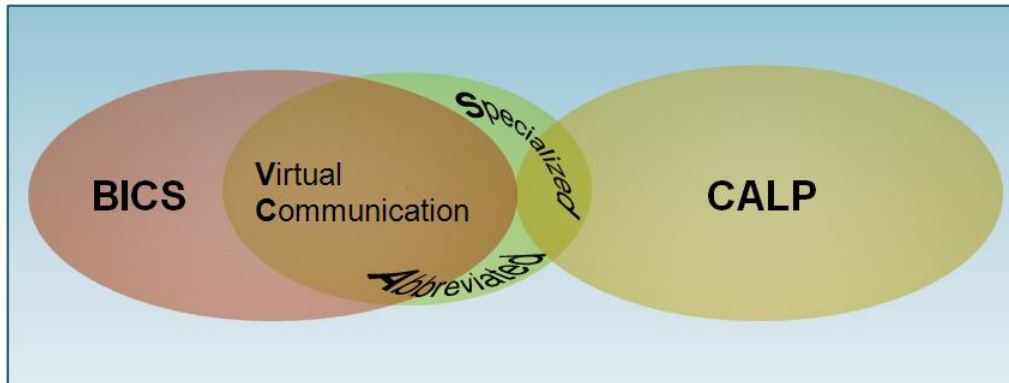 BICS
Virtual
Communication
Specialized
Abbreviated
CALP